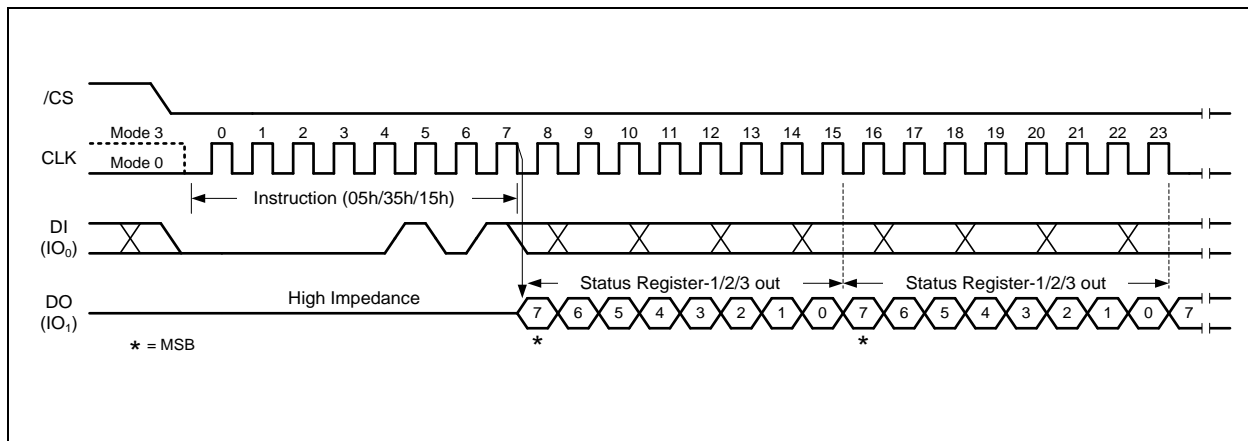 /CS
Mode 3
0 1 2 3 4 5 6 7 8 9 10 11 12 13 14 15 16 17 18 19 20 21 22 23
CLK
Mode 0
Instruction (05h/35h/15h)
DI
(IO0)
Status Register-1/2/3 out Status Register-1/2/3 out
High Impedance
DO
(IO1)
7 6 5 4 3 2 1 0 7 6 5 4 3 2 1 0 7
* *
* = MSB